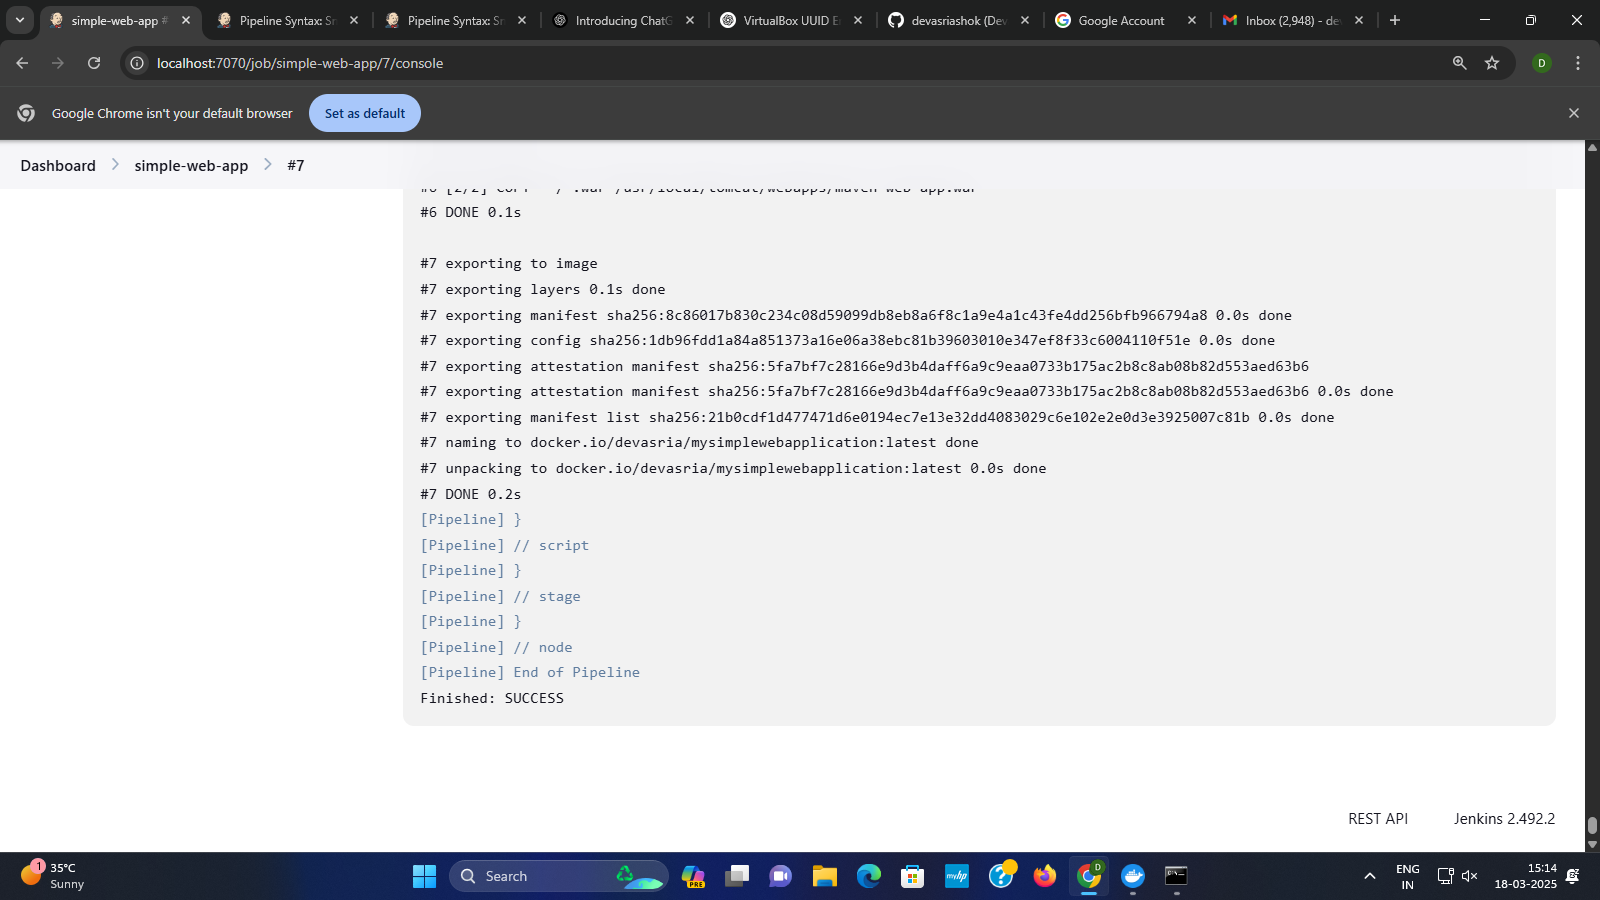 simple-web-app #
Pipeline Syntax: Sn
Pipeline Syntax: Sn
Introducing ChatG
VirtualBox UUID E
devasriashok (Dev
Google Account
Inbox (2,948) - de
localhost:7070/job/simple-web-app/7/console
D
Google Chrome isn't your default browser
Set as default
Dashboard
simple-web-app
#7
#6 DONE 0.1s
#7 exporting to image
#7 exporting layers 0.1s done
#7 exporting manifest sha256:8c86017b830c234c08d59099db8eb8a6f8c1a9e4a1c43fe4dd256bfb966794a8 0.0s done
#7 exporting config sha256:1db96fdd1a84a851373a16e06a38ebc81b39603010e347ef8f33c6004110f51e 0.0s done
#7 exporting attestation manifest sha256:5fa7bf7c28166e9d3b4daff6a9c9eaa0733b175ac2b8c8ab08b82d553aed63b6
#7 exporting attestation manifest sha256:5fa7bf7c28166e9d3b4daff6a9c9eaa0733b175ac2b8c8ab08b82d553aed63b6 0.0s done
#7 exporting manifest list sha256:21b0cdf1d477471d6e0194ec7e13e32dd4083029c6e102e2e0d3e3925007c81b 0.0s done
#7 naming to docker.io/devasria/mysimplewebapplication:latest done
#7 unpacking to docker.io/devasria/mysimplewebapplication:latest 0.0s done
#7 DONE 0.2s
[Pipeline] }
[Pipeline] // script
[Pipeline] }
[Pipeline] // stage
[Pipeline] }
[Pipeline] // node
[Pipeline] End of Pipeline
Finished: SUCCESS
REST API
Jenkins 2.492.2
1
35°C
Sunny
Search
PRE
myhp
D
ENG
IN
15:14
18-03-2025